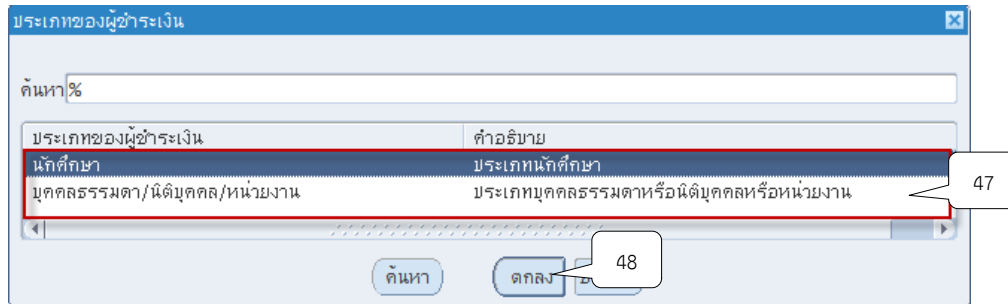 ประเภทของผู้ชำระเงิน
ค้นหา %
ประเภทของผู้ชำระเงิน คำอธิบาย
นักศึกษา ประเภทนักศึกษา
บุคคลธรรมดา/นิติบุคคล/หน่วยงาน ประเภทบุคคลธรรมดาหรือนิติบุคคลหรือหน่วยงาน
47
ค้นหา ตกลง
48